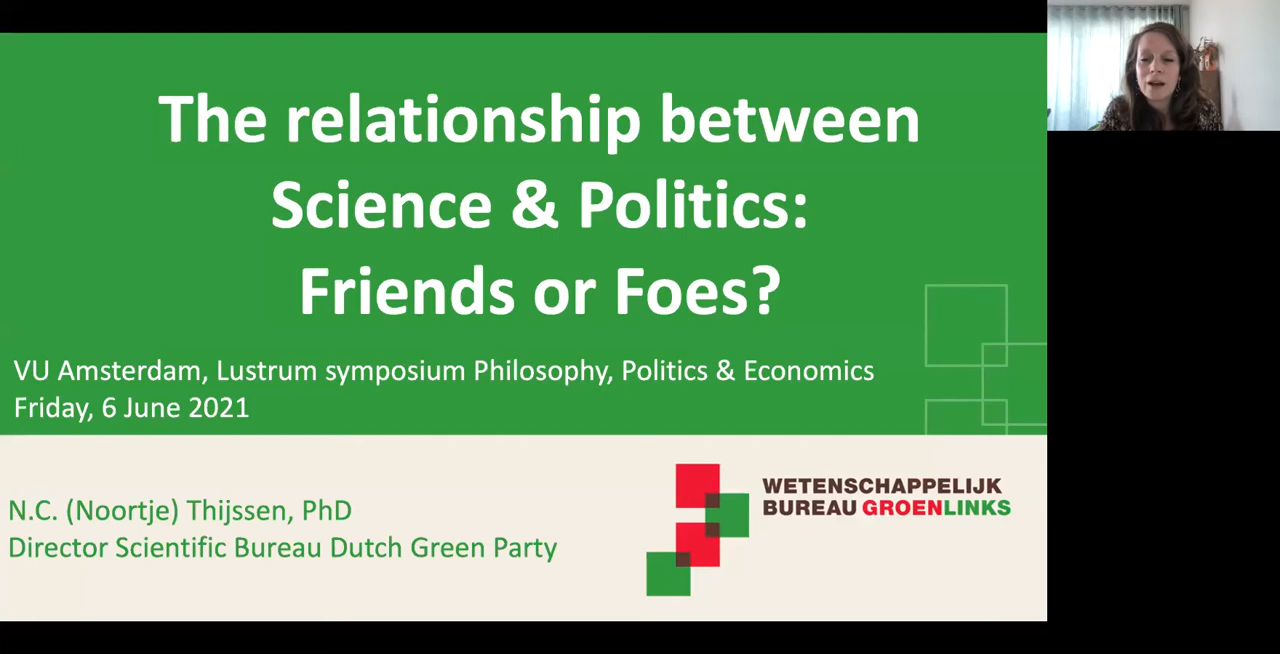 The relationship between
Science & Politics:
Friends or Foes?
VU Amsterdam, Lustrum symposium Philosophy, Politics & Economics
Friday, 6 June 2021
N.C. (Noortje) Thijssen, PhD
Director Scientific Bureau Dutch Green Party
WETENSCHAPPELIJK
BUREAU GROENLINKS